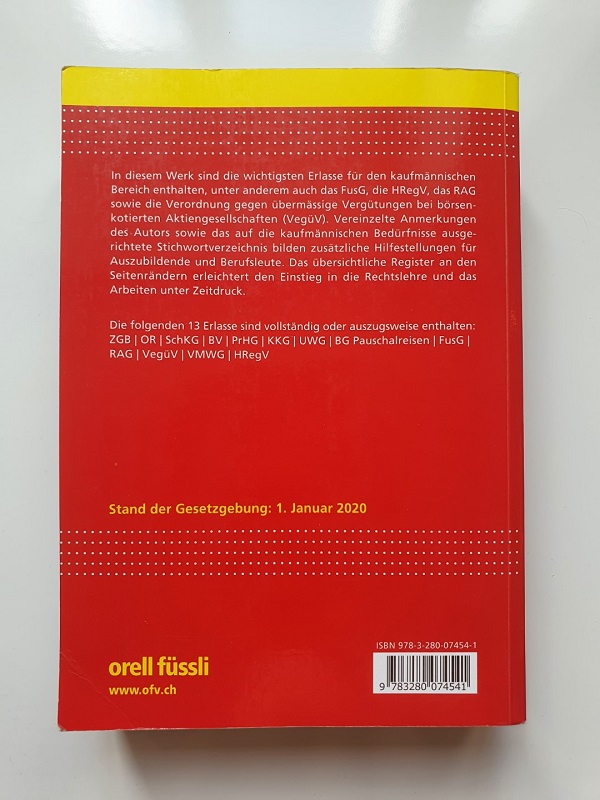 In diesem Werk sind die wichtigsten Erlasse für den kaufmännischen
Bereich enthalten, unter anderem auch das FusG, die HRegV, das RAG
sowie die Verordnung gegen übermässige Vergütungen bei börsen-
kotierten Aktiengesellschaften (VegüV). Vereinzelte Anmerkungen
des Autors sowie das auf die kaufmännischen Bedürfnisse ausge-
richtete Stichwortverzeichnis bilden zusätzliche Hilfestellungen für
Auszubildende und Berufsleute. Das übersichtliche Register an den
Seitenrändern erleichtert den Einstieg in die Rechtslehre und das
Arbeiten unter Zeitdruck.
Die folgenden 13 Erlasse sind vollständig oder auszugsweise enthalten:
ZGB | OR | SchKG | BV | PrHG | KKG | UWG | BG Pauschalreisen | FusG |
RAG | VegüV | VMWG | HRegV
Stand der Gesetzgebung: 1. Januar 2020
ISBN 978-3-280-07454-1
orell füssli
www.ofv.ch
9 783280 074541